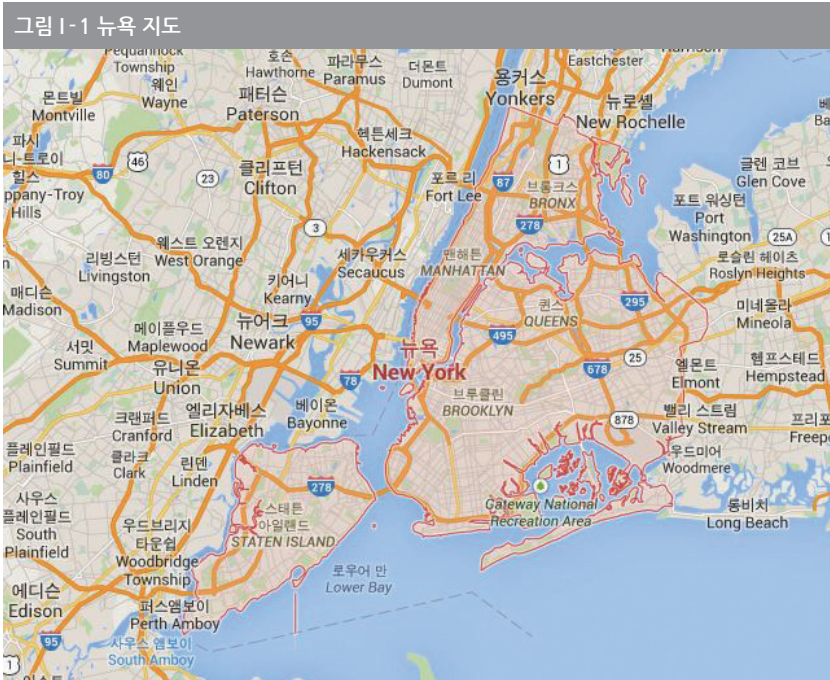 그림 I-1 뉴욕 지도
Pequannock
Township
호손
Hawthorne
파라무스
Paramus
더몬트
Dumont
용커스
Yonkers
Eastchester
뉴로셸
New Rochelle
몬트빌
Montville
웨인
Wayne
패터슨
Paterson
헉튼세크
Hackensack
파시
니-트로이
힐스
ppany-Troy
Hills
80
46
23
클리프턴
Clifton
포르 리
Fort Lee
87
1
브롱크스
BRONX
278
글렌 코브
Glen Cove
포트 워싱턴
Port
Washington
25A
3
리빙스턴
Livingston
웨스트 오렌지
West Orange
세카우커스
Secaucus
맨해튼
MANHATTAN
로슬린 헤이츠
Roslyn Heights
매디슨
Madison
키어니
Kearny
퀸스
QUEENS
295
미네올라
Mineola
메이플우드
Maplewood
뉴어크
Newark
95
495
서밋
Summit
유니온
Union
뉴욕
New York
25
678
엘몬트
Elmont
헴프스테드
Hempstead
78
크랜퍼드
Cranford
엘리자베스
Elizabeth
베이온
Bayonne
브루클린
BROOKLYN
878
밸리 스트림
Valley Stream
프리포
Freep
플레인필드
Plainfield
클라크
Clark
린덴
Linden
우드미어
Woodmere
278
사우스
플레인필드
South
Plainfield
스태튼
아일랜드
STATEN ISLAND
Gateway National
Recreation Area
롱비치
Long Beach
우드브리지
타운쉽
Woodbridge
Township
로우어 만
Lower Bay
에디슨
Edison
퍼스앰보이
Perth Amboy
95
사우스 앰보이
South Amboy
1